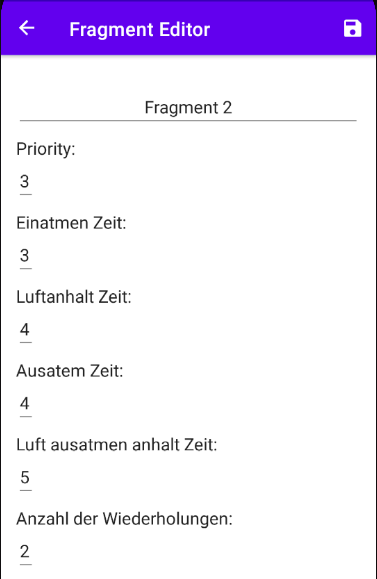 Fragment Editor
Fragment 2
Priority:
3
Einatmen Zeit:
3
Luftanhalt Zeit:
4
Ausatem Zeit:
4
Luft ausatmen anhalt Zeit:
5
Anzahl der Wiederholungen:
2